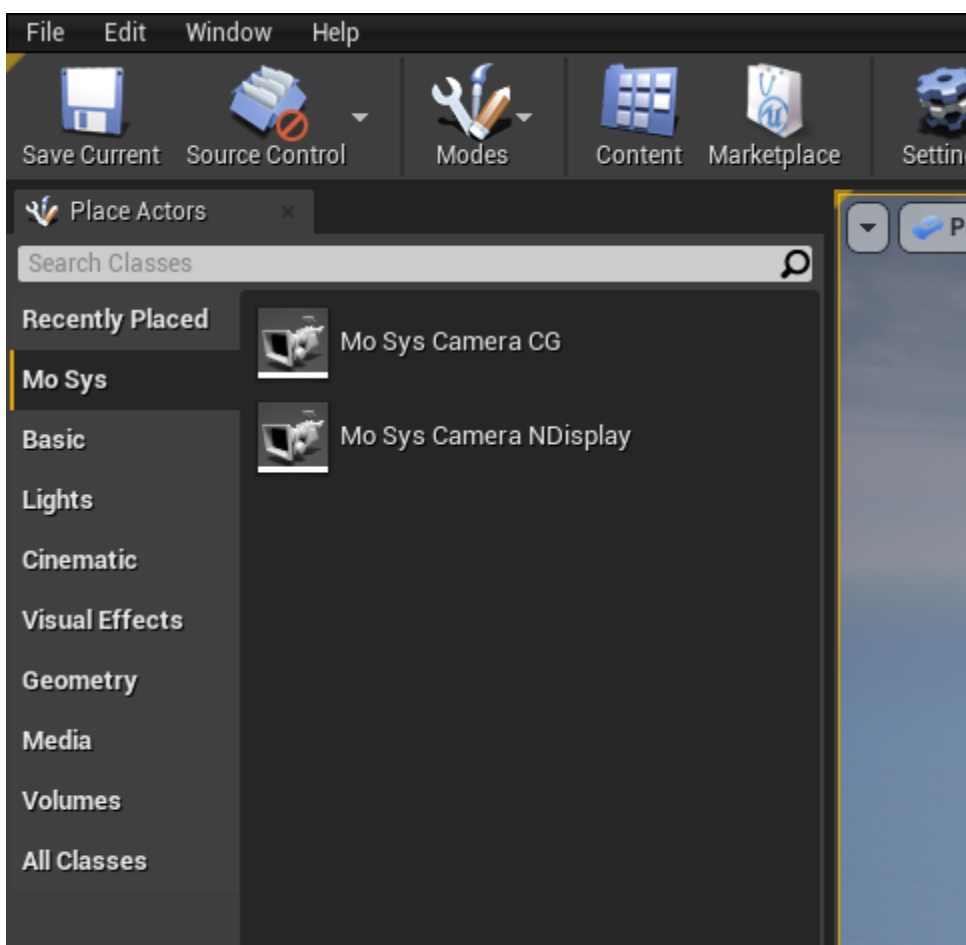 File Edit Window Help
Save Current Source Control Modes Content Marketplace
Place Actors
Search Classes
Recently Placed
Mo Sys
Basic
Lights
Cinematic
Visual Effects
Geometry
Media
Volumes
All Classes
Mo Sys Camera CG
Mo Sys Camera NDisplay